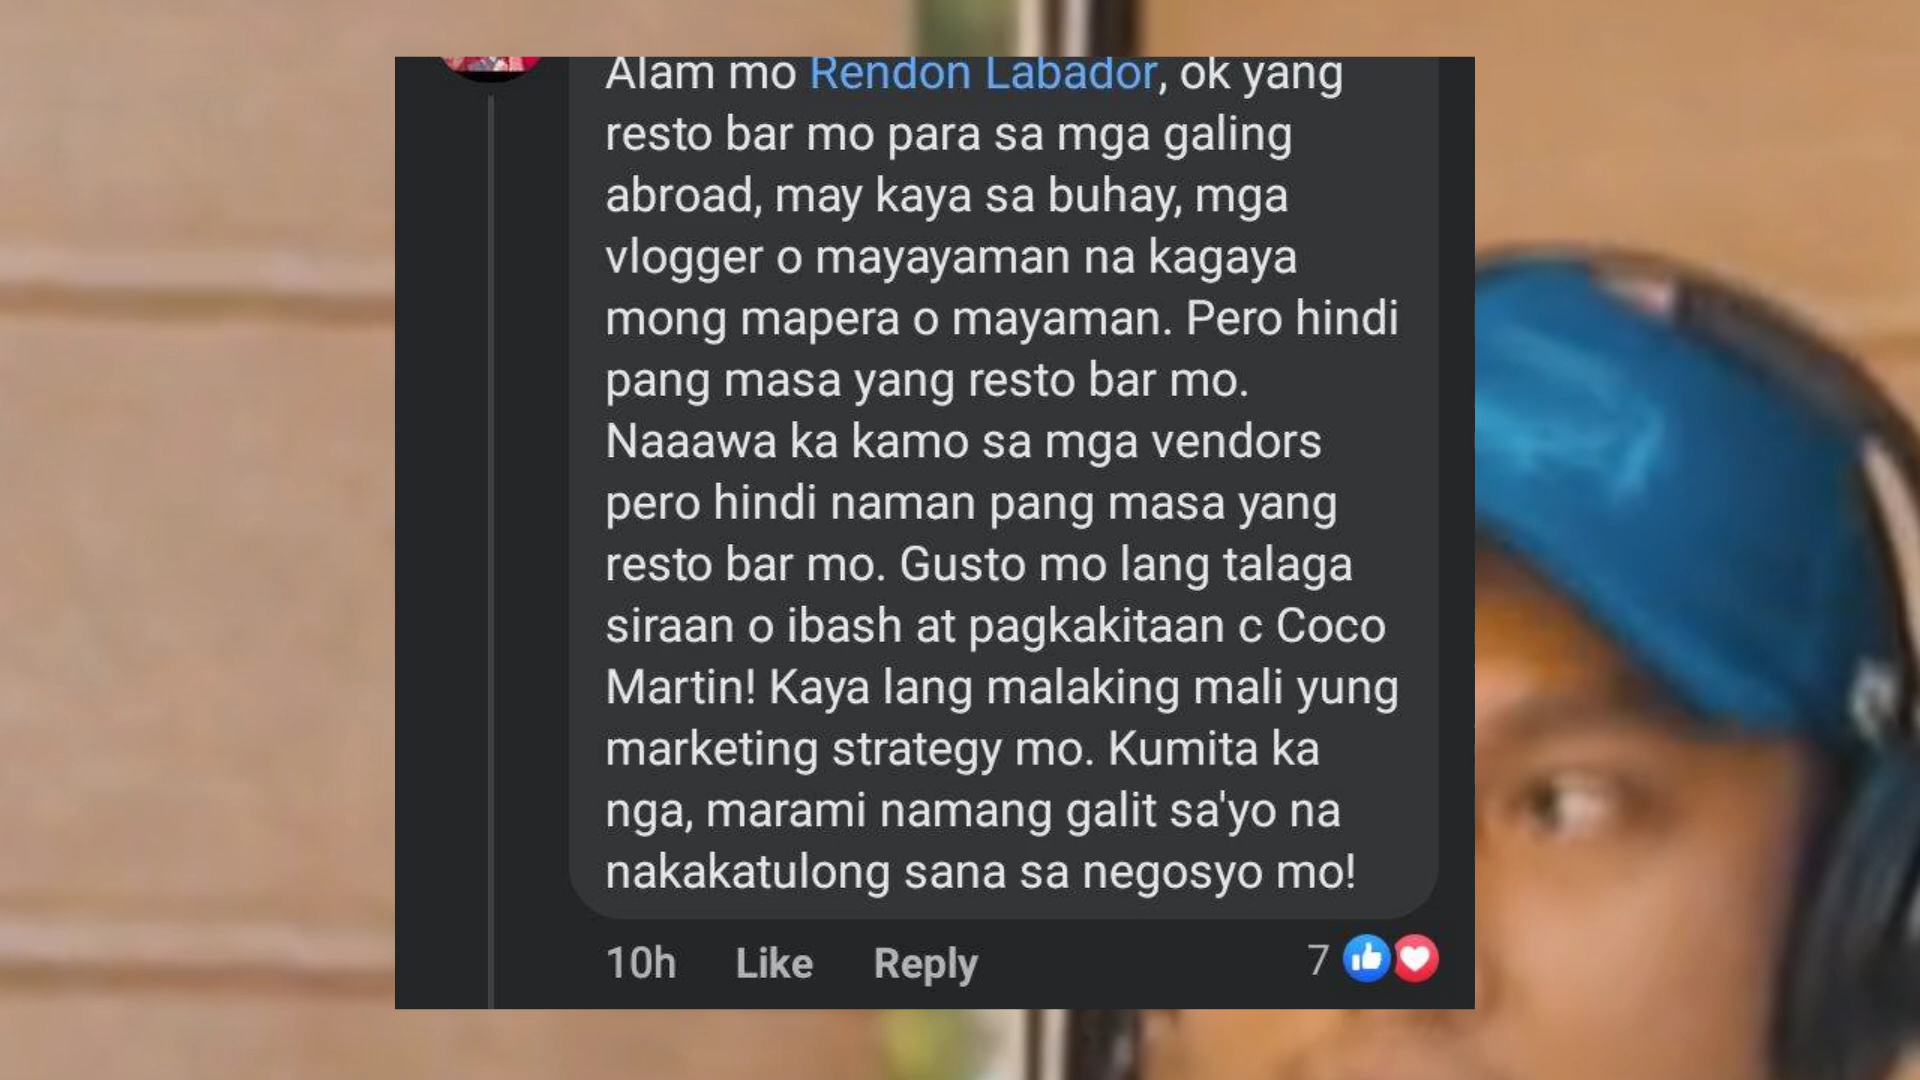 Alam mo Rendon Labador, ok yang
resto bar mo para sa mga galing
abroad, may kaya sa buhay, mga
vlogger o mayayaman na kagaya
mong mapera o mayaman. Pero hindi
pang masa yang resto bar mo.
Naaawa ka kamo sa mga vendors
pero hindi naman pang masa yang
resto bar mo. Gusto mo lang talaga
siraan o ibash at pagkakitaan c Coco
Martin! Kaya lang malaking mali yung
marketing strategy mo. Kumita ka
nga, marami namang galit sa'yo na
nakakatulong sana sa negosyo mo!
10h Like Reply 7